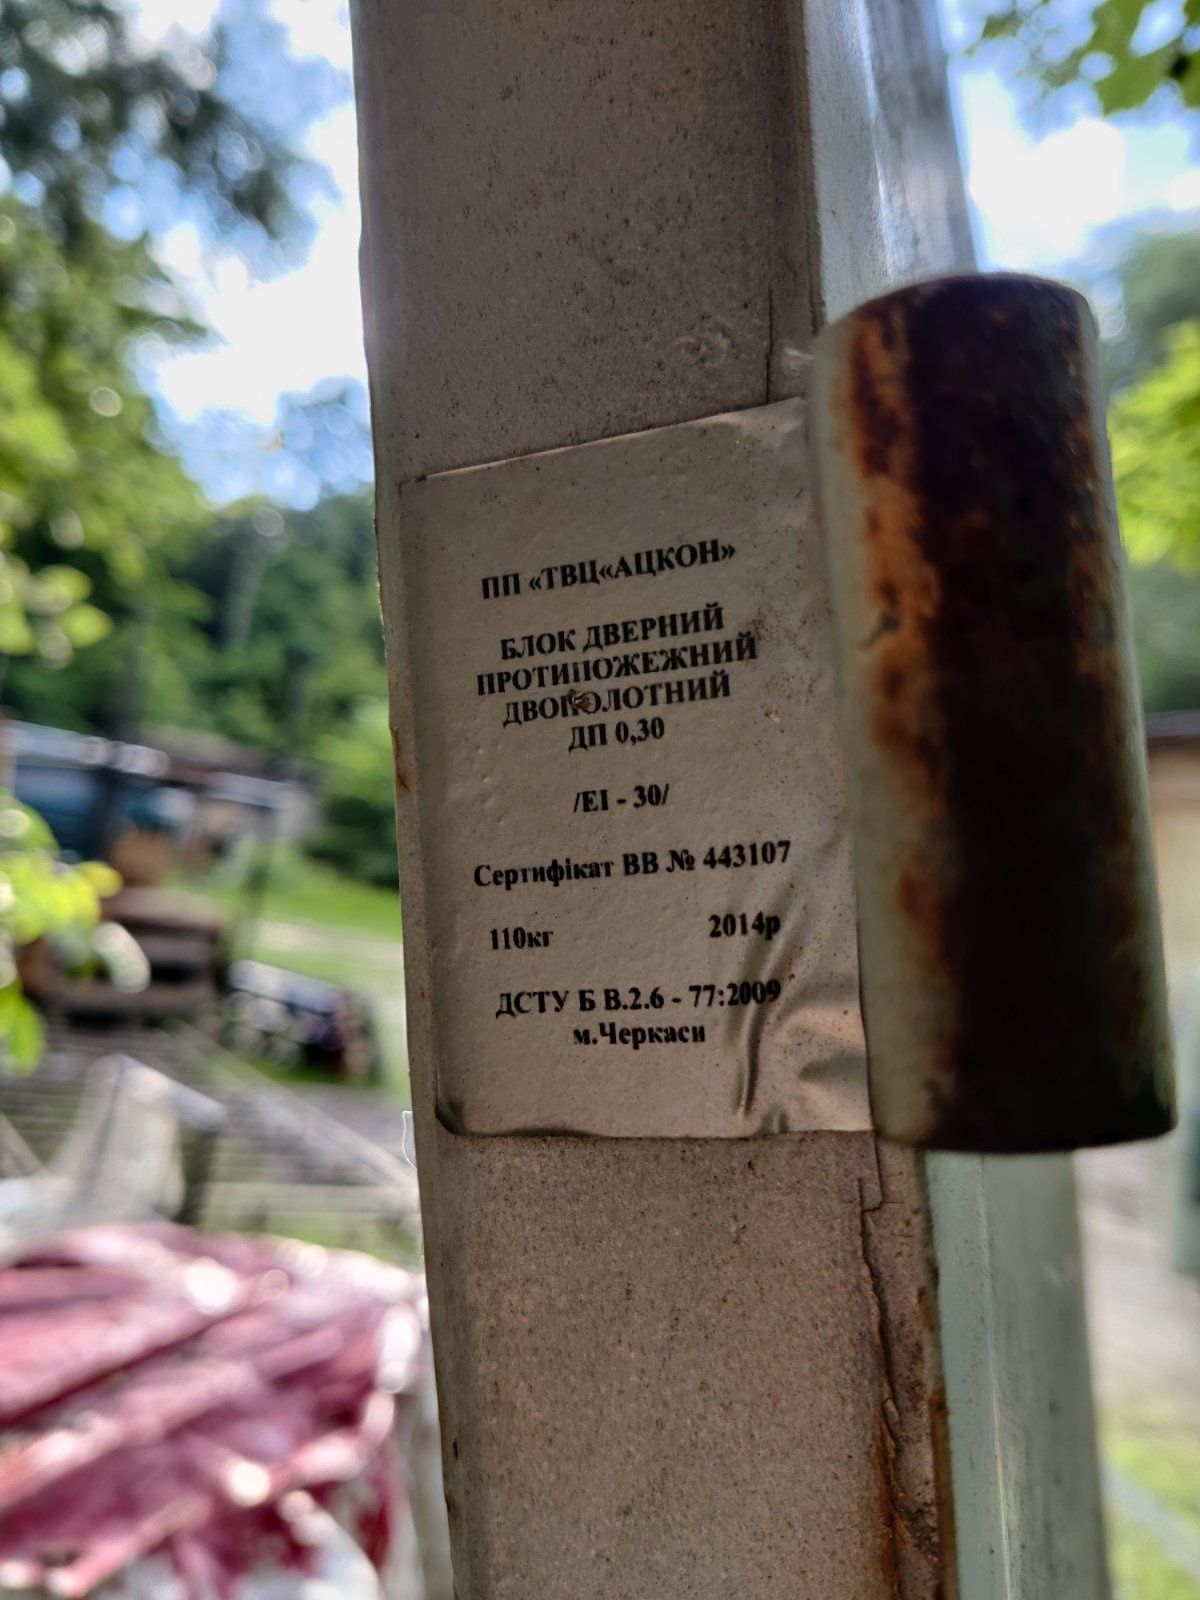 ПП «ТВЦ«АЦКОН»
БЛОК ДВЕРНИЙ
ПРОТИПОЖЕЖНИЙ
ДВОПОЛОТНИЙ
ДП 0,30
/ЕІ - 30/
Сертифікат ВВ № 443107
110кг 2014р
ДСТУ Б В.2.6 - 77:2009
м.Черкаси